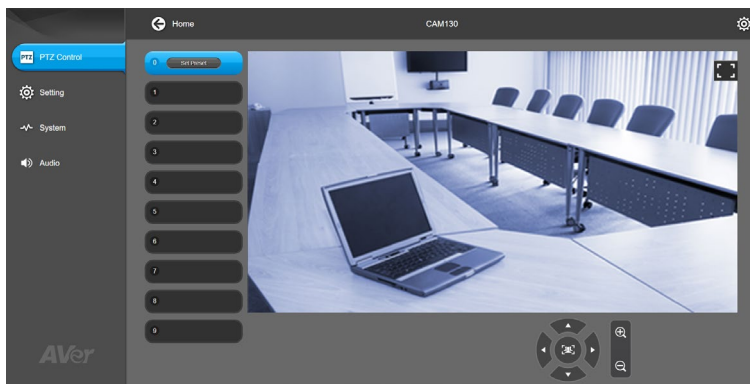 Home
CAM130
PTZ PTZ Control
Setting
System
Audio
0 Set Preset
1
2
3
4
5
6
7
8
9
AVer